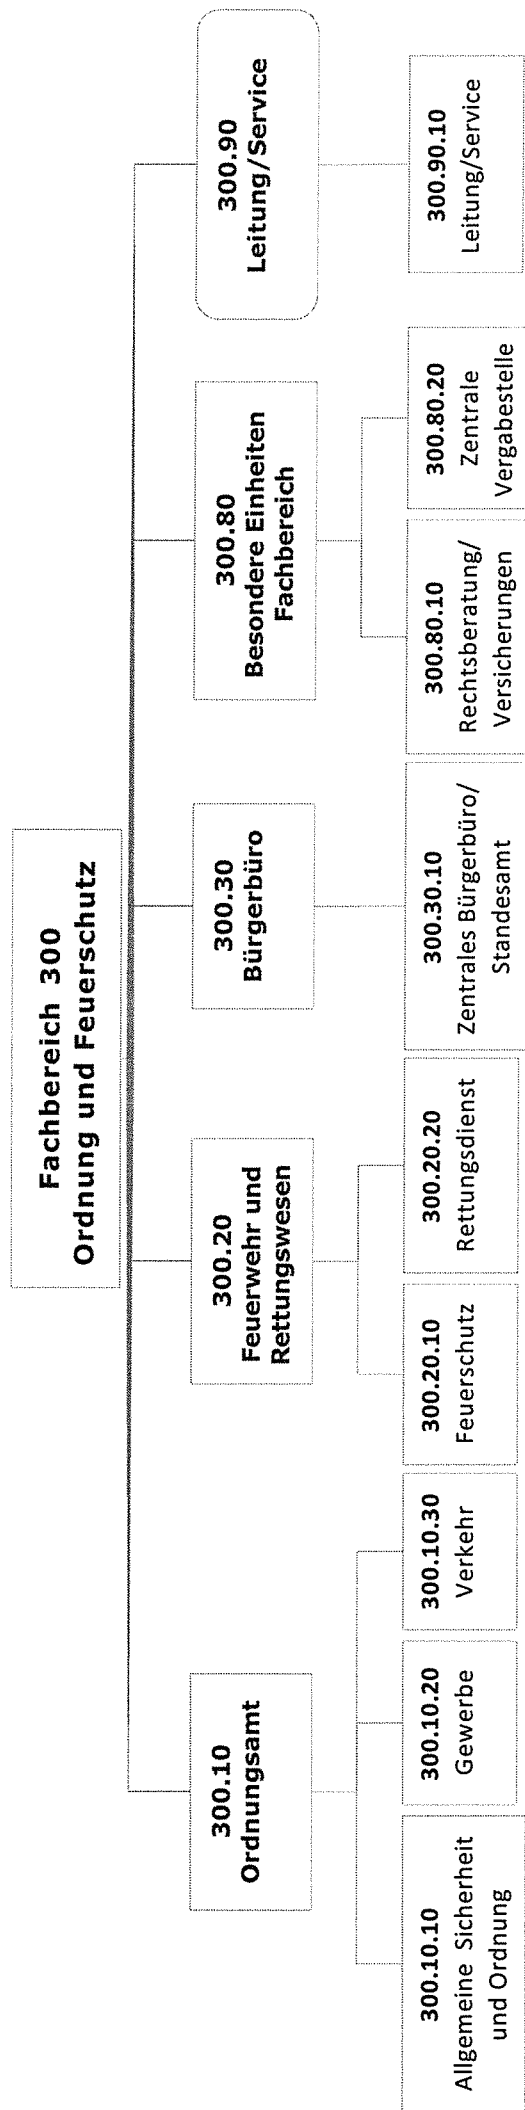 Fachbereich 300
Ordnung und Feuerschutz
300.10
Ordnungsamt
300.20
Feuerwehr und
Rettungswesen
300.30
Bürgerbüro
300.80
Besondere Einheiten
Fachbereich
300.90
Leitung/Service
300.10.10
Allgemeine Sicherheit
und Ordnung
300.10.20
Gewerbe
300.10.30
Verkehr
300.20.10
Feuerschutz
300.20.20
Rettungsdienst
300.30.10
Zentrales Bürgerbüro/
Standesamt
300.80.10
Rechtsberatung/
Versicherungen
300.80.20
Zentrale
Vergabestelle
300.90.10
Leitung/Service